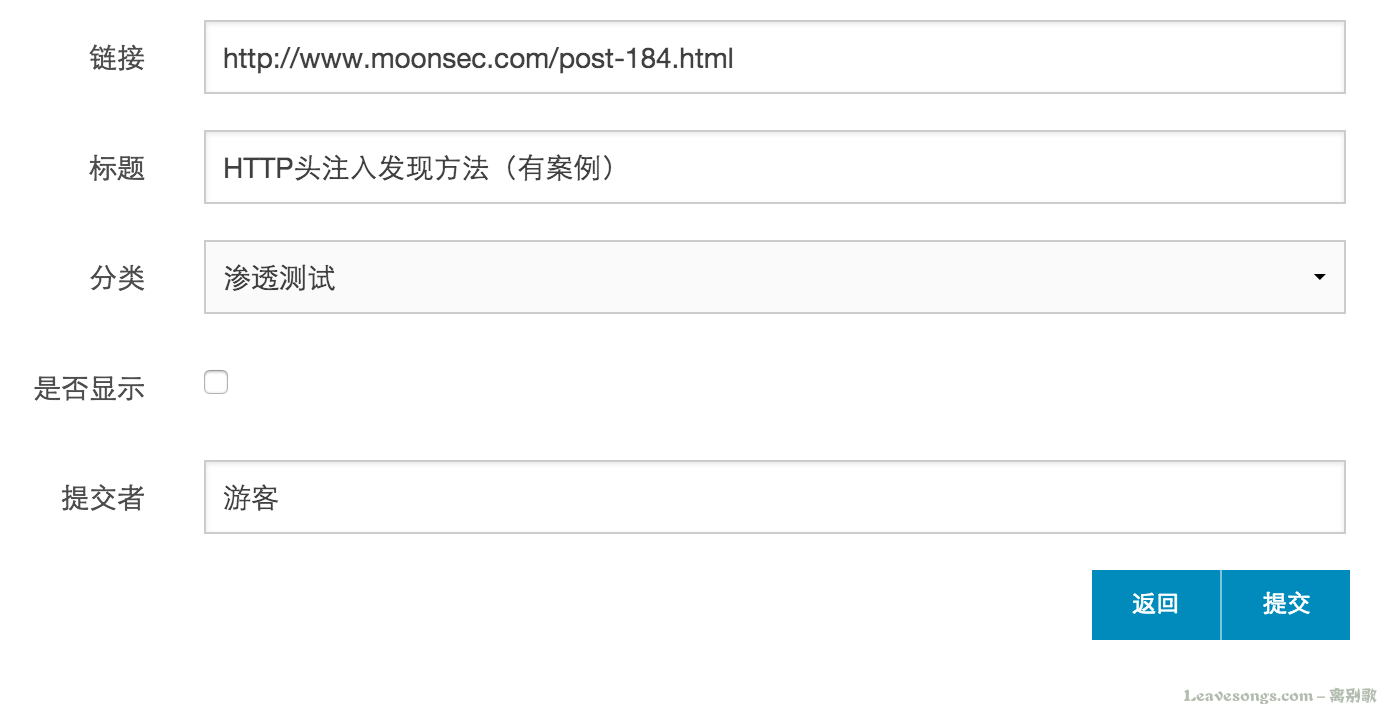 链接 http://www.moonsec.com/post-184.html
标题 HTTP头注入发现方法（有案例）
分类 渗透测试
是否显示
提交者 游客
返回 提交
Leavesongs.com – 离别歌